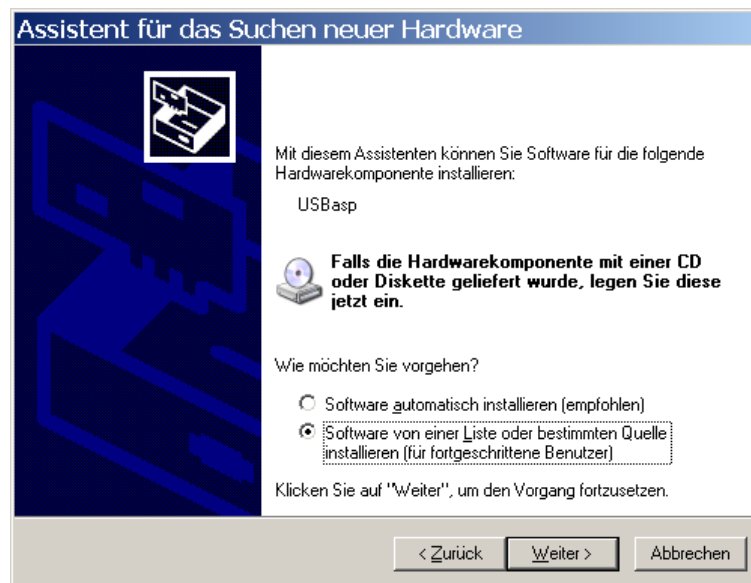 Assistent für das Suchen neuer Hardware
Mit diesem Assistenten können Sie Software für die folgende
Hardwarekomponente installieren:
USBasp
Falls die Hardwarekomponente mit einer CD
oder Diskette geliefert wurde, legen Sie diese
jetzt ein.
Wie möchten Sie vorgehen?
Software automatisch installieren (empfohlen)
Software von einer Liste oder bestimmten Quelle
installieren (für fortgeschrittene Benutzer)
Klicken Sie auf "Weiter", um den Vorgang fortzusetzen.
< Zurück Weiter > Abbrechen